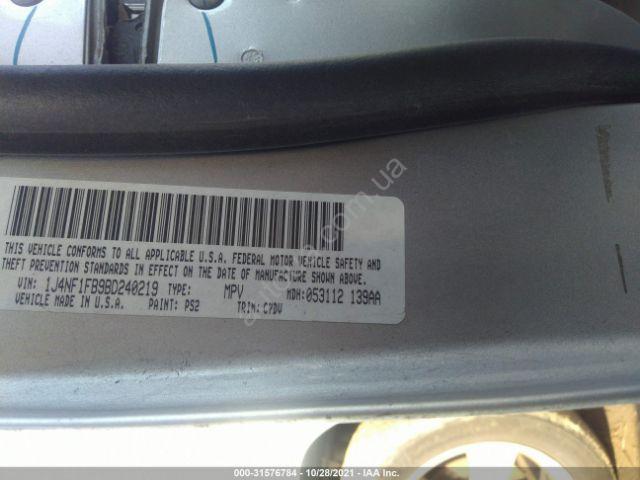 THIS VEHICLE CONFORMS TO ALL APPLICABLE U.S.A. FEDERAL MOTOR VEHICLE SAFETY AND
THEFT PREVENTION STANDARDS IN EFFECT ON THE DATE OF MANUFACTURE SHOWN ABOVE.
VIN: 1J4NF1FB9BD240219 TYPE: MPV MDH:053112 139AA
VEHICLE MADE IN U.S.A. PAINT: PS2 TRIM: C7DV
000-31576784 | 10/28/2021 | IAA Inc.